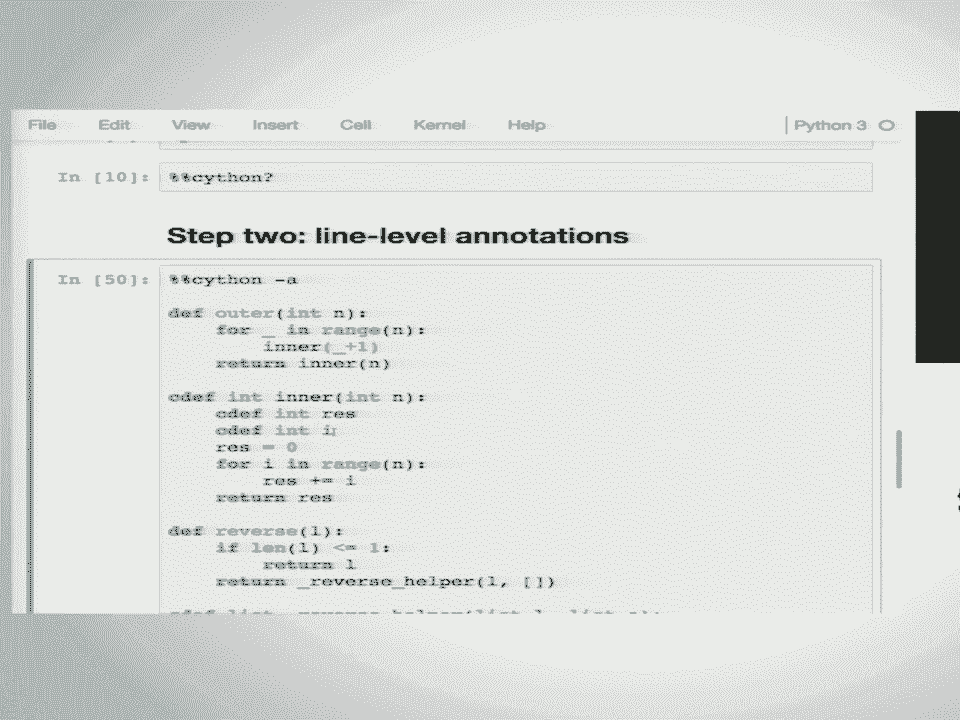 File Edit View Insert Cell Kernel Help | Python 3
In [10]: %%cython?
Step two: line-level annotations
In [50]: %%cython -a
def outer(int n):
    for _ in range(n):
        inner(_+1)
    return inner(n)
cdef int inner(int n):
    cdef int res
    cdef int i
    res = 0
    for i in range(n):
        res += i
    return res
def reverse(l):
    if len(l) <= 1:
        return l
    return _reverse_helper(l, [])